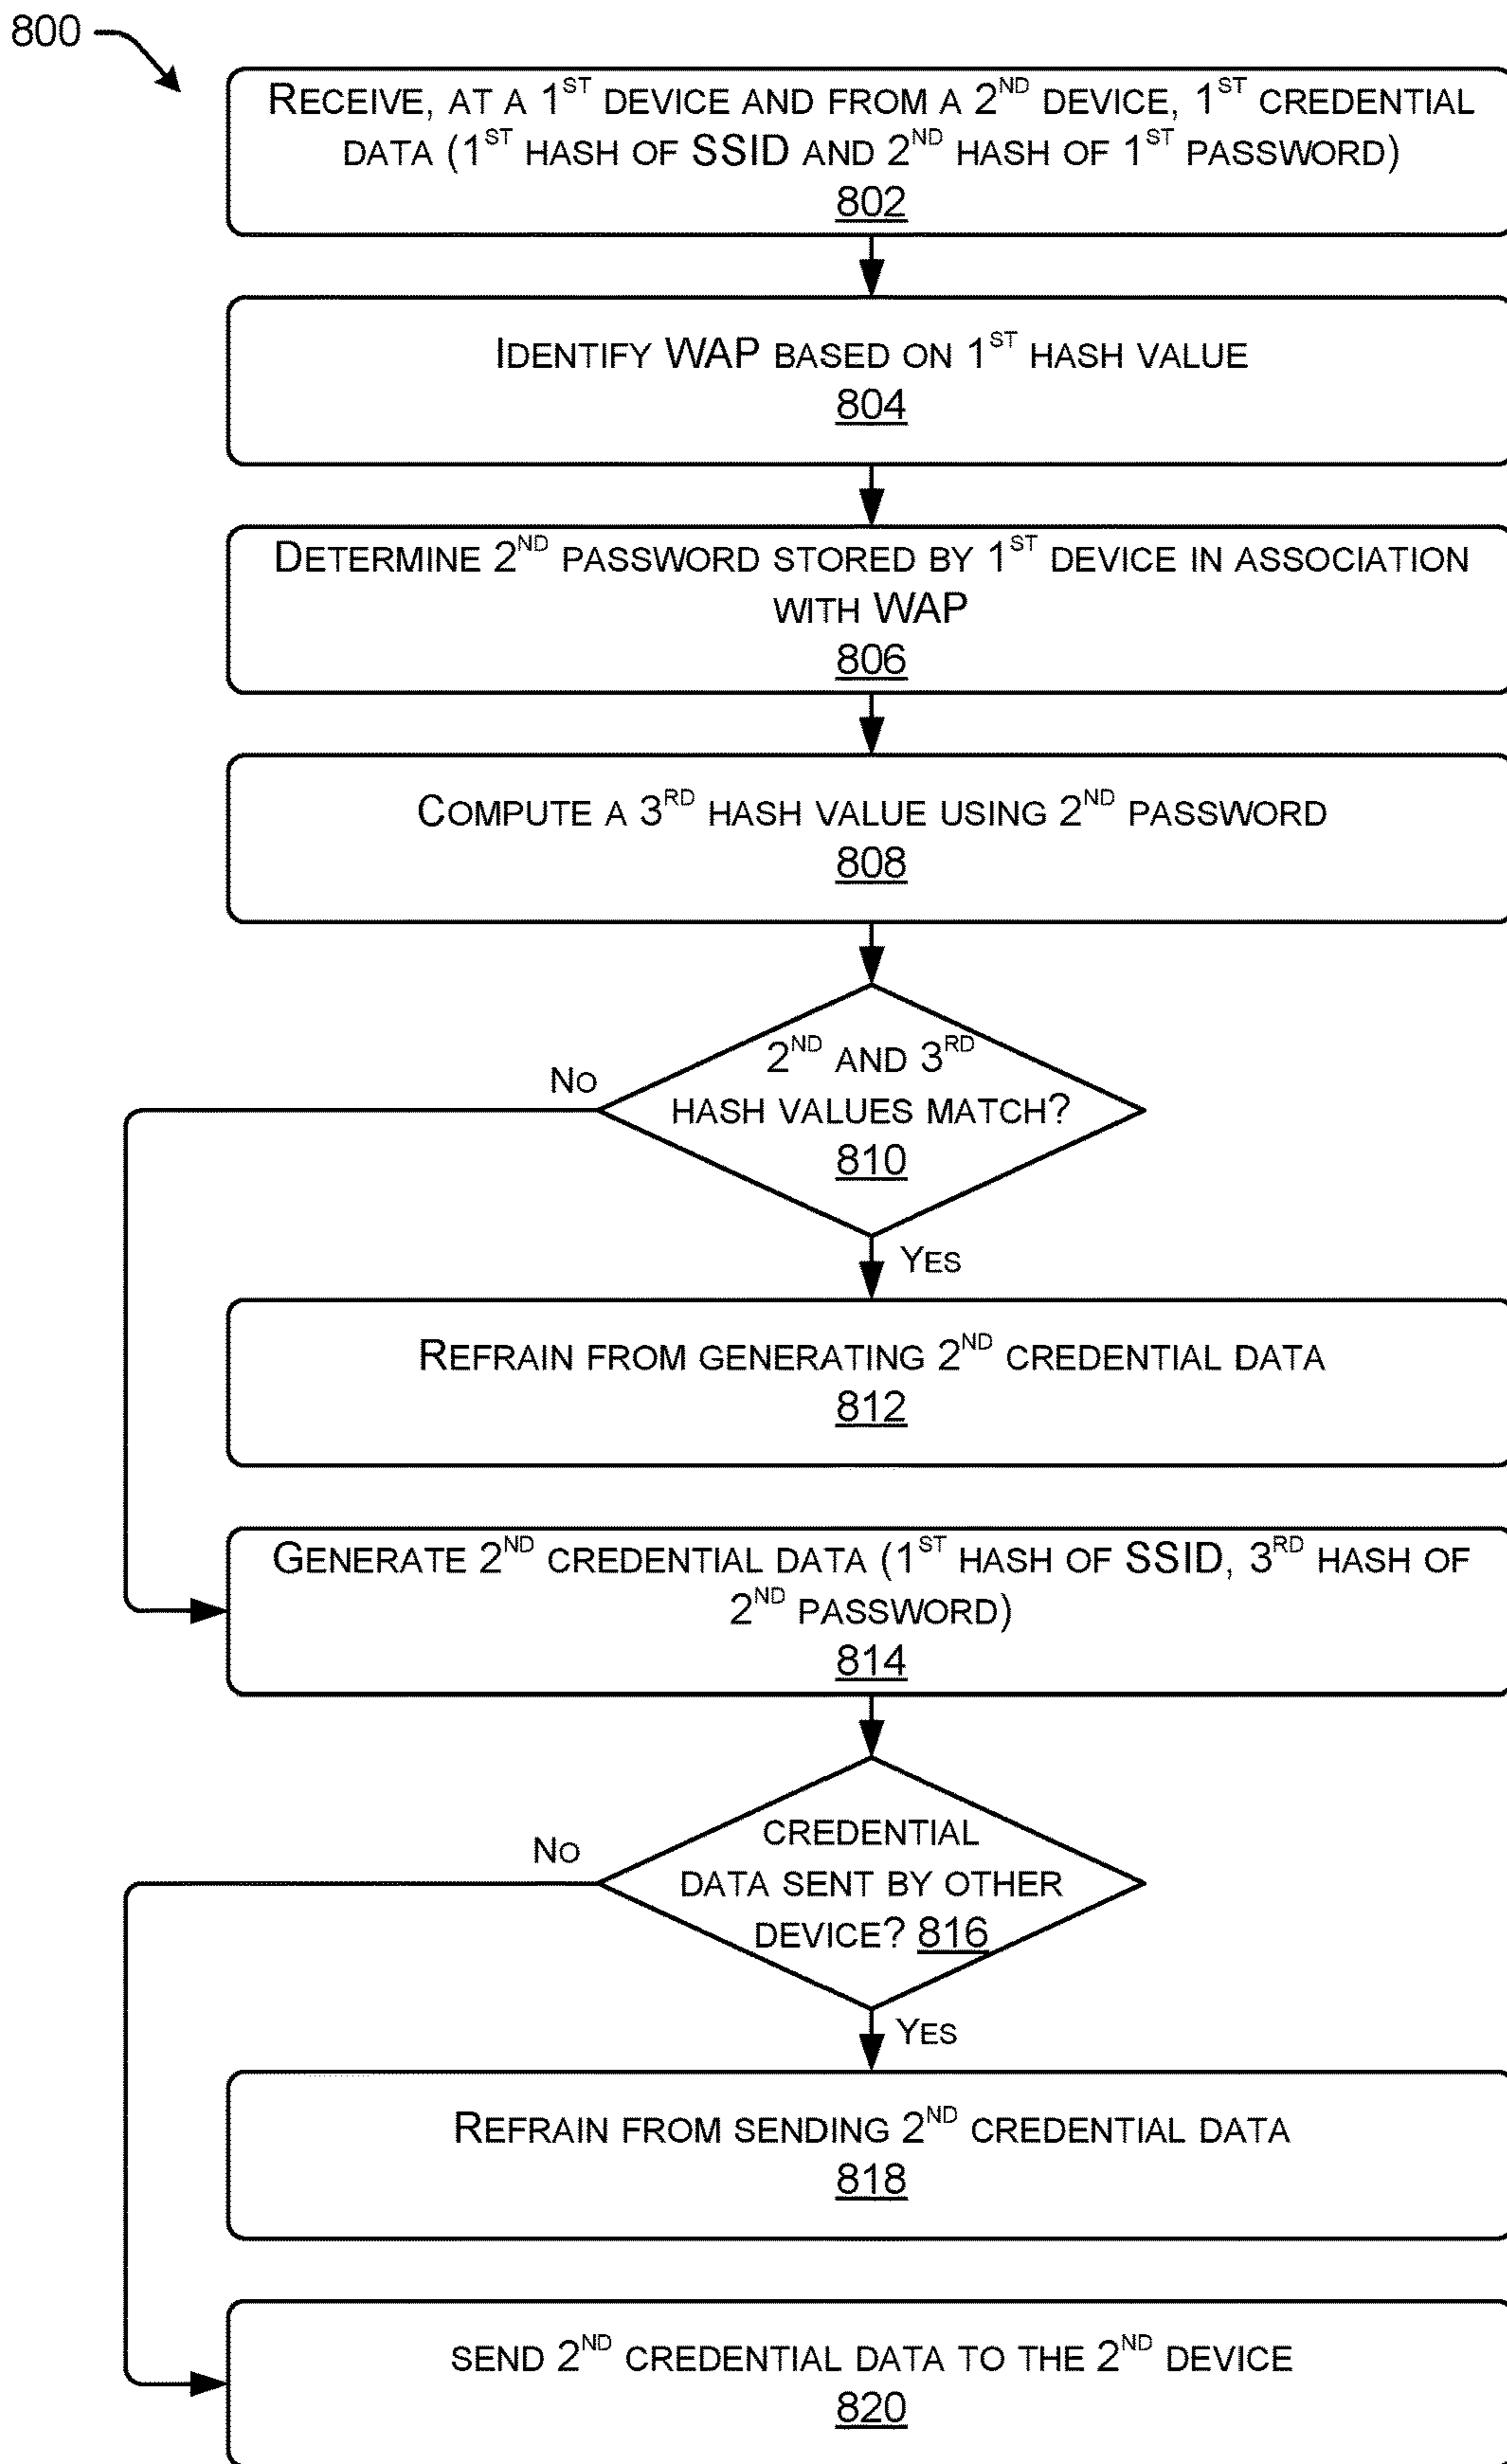 800
RECEIVE, AT A 1ST DEVICE AND FROM A 2ND DEVICE, 1ST CREDENTIAL
DATA (1ST HASH OF SSID AND 2ND HASH OF 1ST PASSWORD)
802
IDENTIFY WAP BASED ON 1ST HASH VALUE
804
DETERMINE 2ND PASSWORD STORED BY 1ST DEVICE IN ASSOCIATION
WITH WAP
806
COMPUTE A 3RD HASH VALUE USING 2ND PASSWORD
808
2ND AND 3RD
HASH VALUES MATCH?
810
NO
YES
REFRAIN FROM GENERATING 2ND CREDENTIAL DATA
812
GENERATE 2ND CREDENTIAL DATA (1ST HASH OF SSID, 3RD HASH OF
2ND PASSWORD)
814
CREDENTIAL
DATA SENT BY OTHER
DEVICE? 816
NO
YES
REFRAIN FROM SENDING 2ND CREDENTIAL DATA
818
SEND 2ND CREDENTIAL DATA TO THE 2ND DEVICE
820